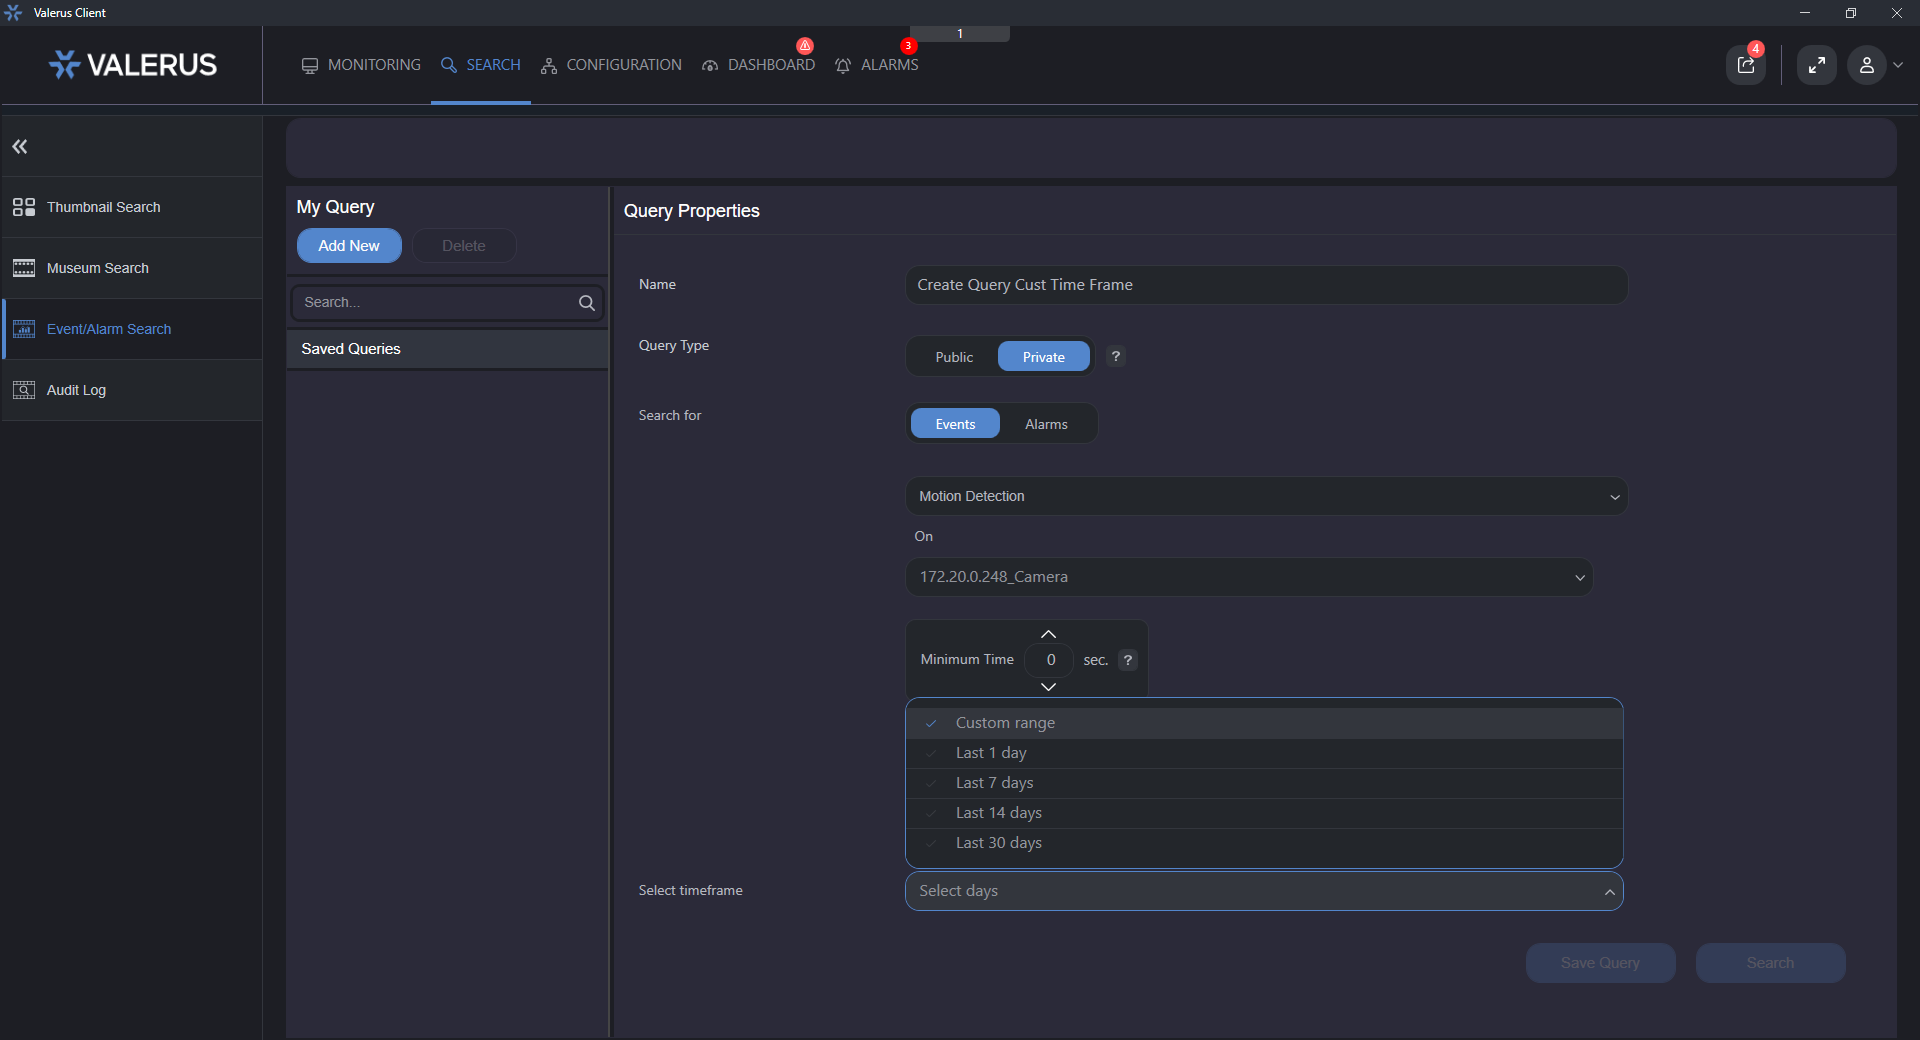 Valerus Client
VALERUS
MONITORING
SEARCH
CONFIGURATION
DASHBOARD
3
ALARMS
1
4
Thumbnail Search
Museum Search
Event/Alarm Search
Audit Log
My Query
Add New
Delete
Search...
Saved Queries
Query Properties
Name
Create Query Cust Time Frame
Query Type
Public
Private
?
Search for
Events
Alarms
Motion Detection
On
172.20.0.248_Camera
Minimum Time
0
sec.
?
Custom range
Last 1 day
Last 7 days
Last 14 days
Last 30 days
Select timeframe
Select days
Save Query
Search